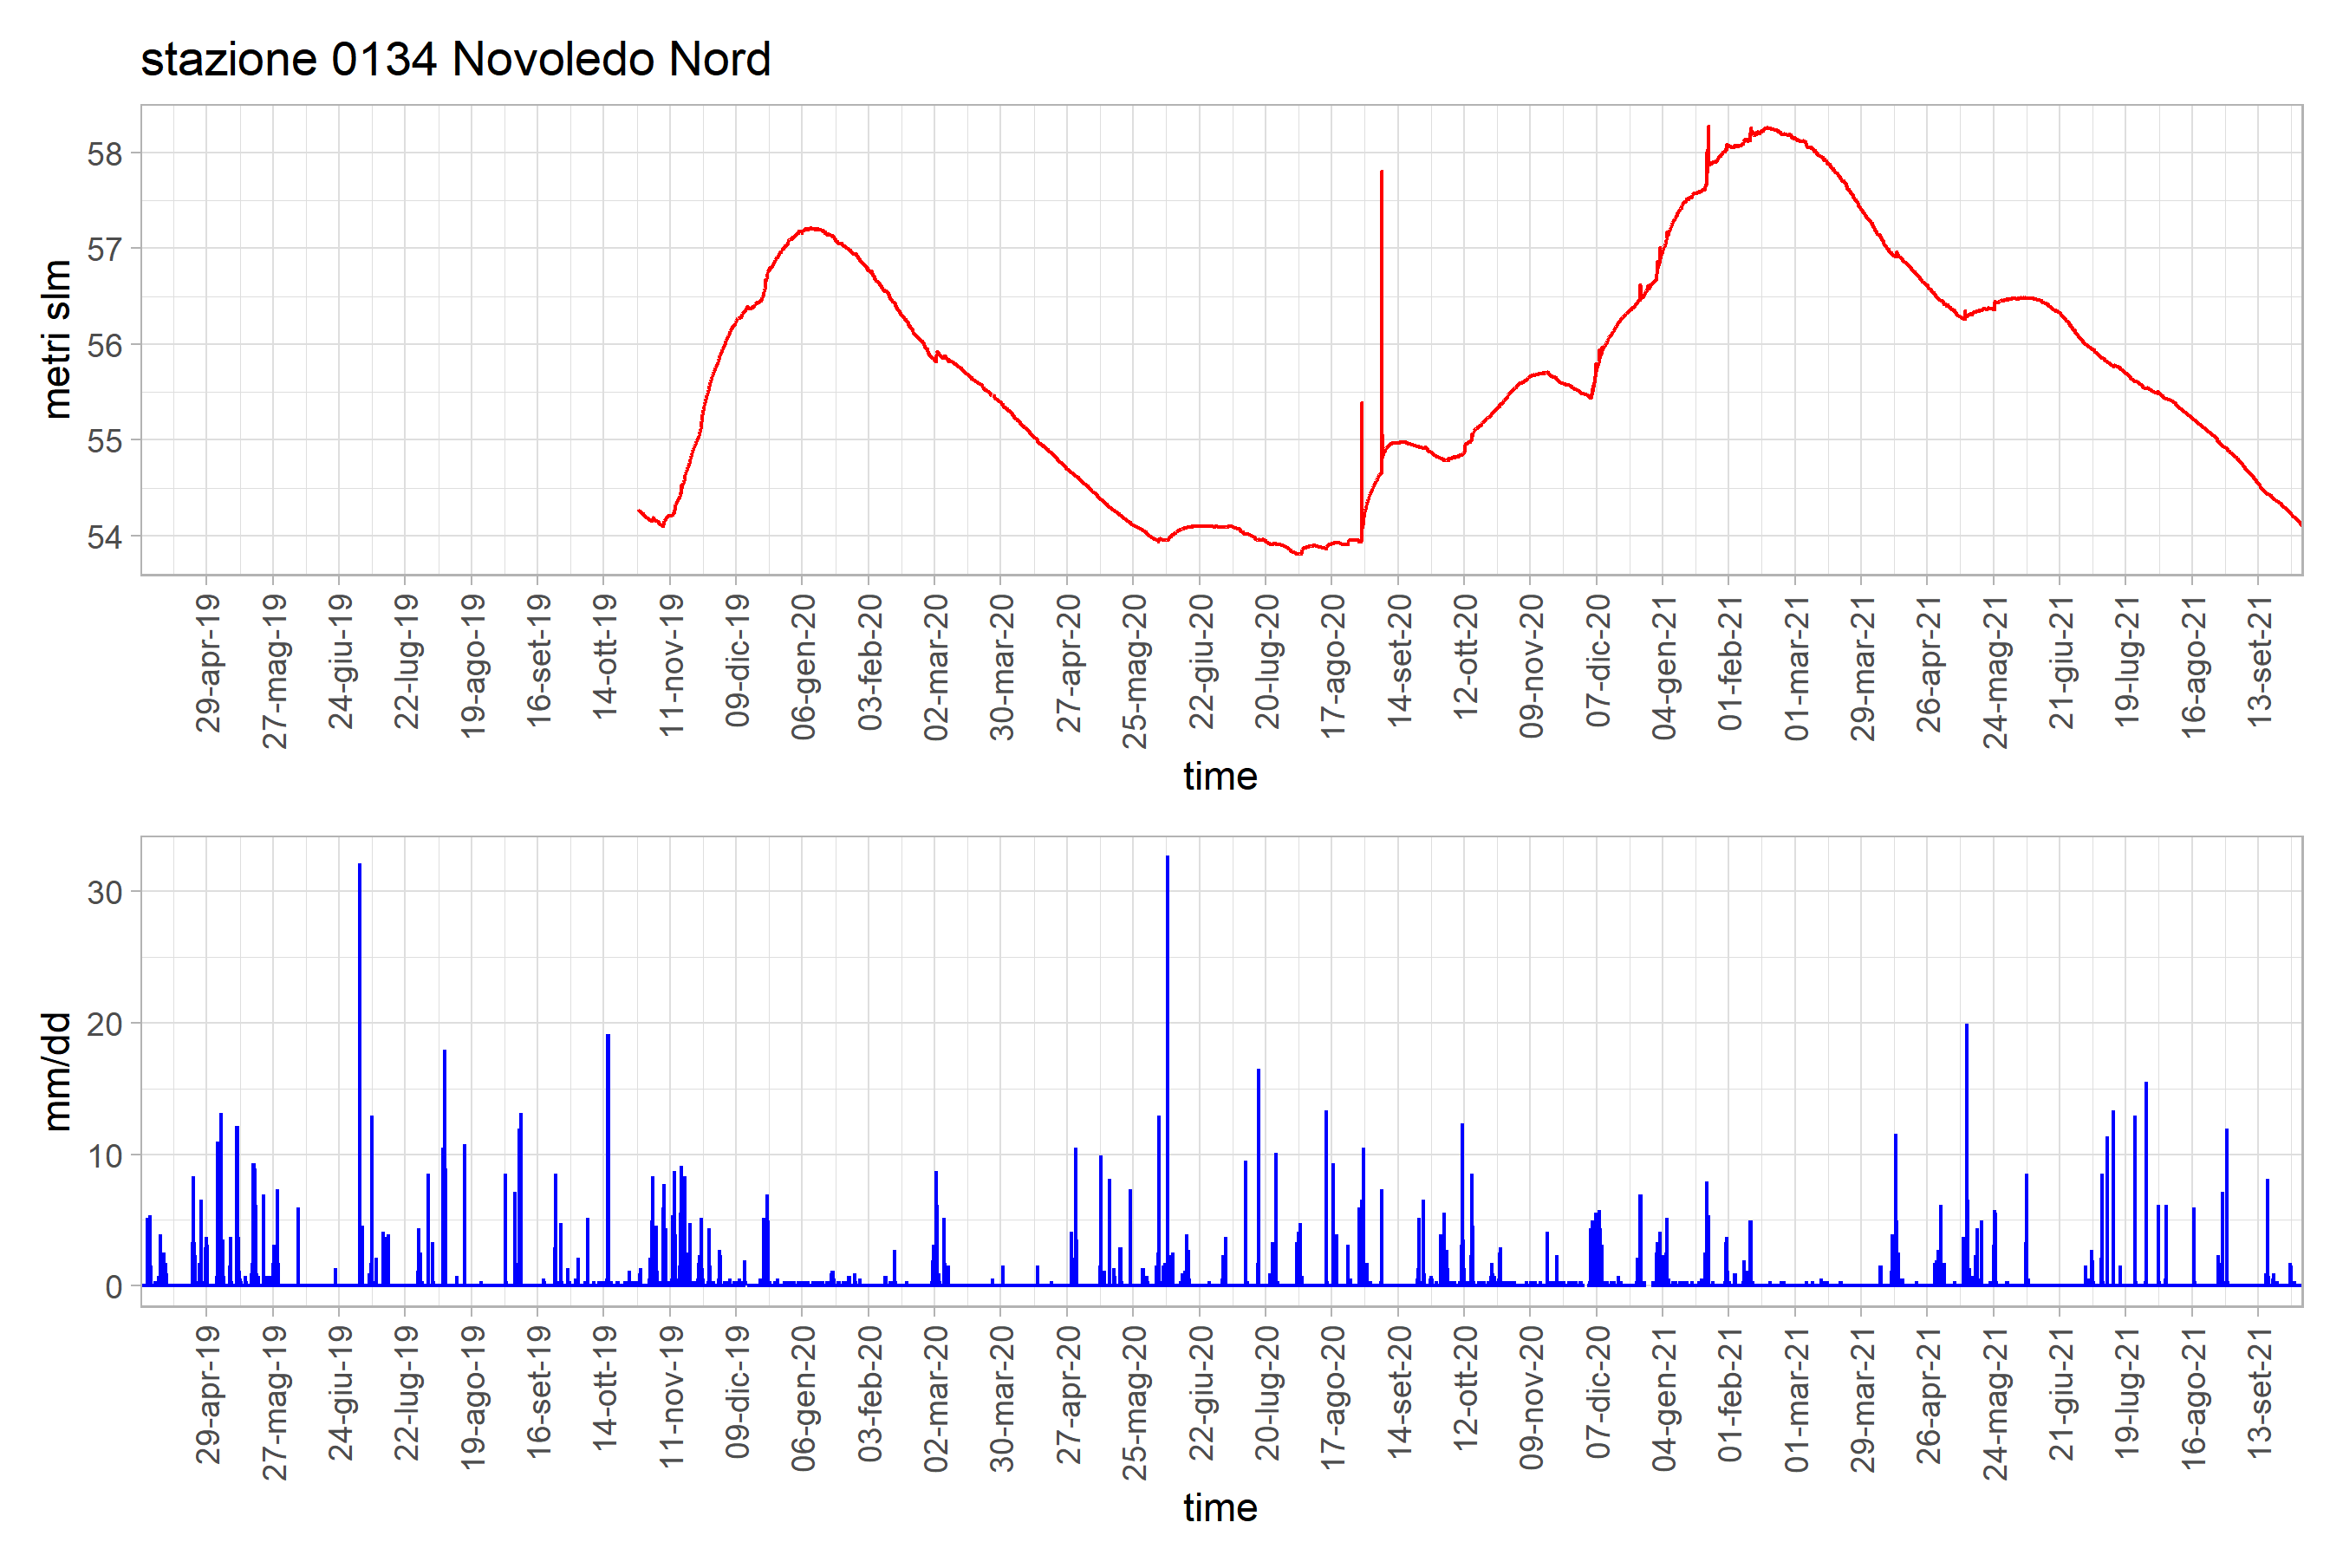 stazione 0134 Novoledo Nord
metri slm
58
57
56
55
54
29-apr-19
27-mag-19
24-giu-19
22-lug-19
19-ago-19
16-set-19
14-ott-19
11-nov-19
09-dic-19
06-gen-20
03-feb-20
02-mar-20
30-mar-20
27-apr-20
25-mag-20
22-giu-20
20-lug-20
17-ago-20
14-set-20
12-ott-20
09-nov-20
07-dic-20
04-gen-21
01-feb-21
01-mar-21
29-mar-21
26-apr-21
24-mag-21
21-giu-21
19-lug-21
16-ago-21
13-set-21
time
mm/dd
30
20
10
0
29-apr-19
27-mag-19
24-giu-19
22-lug-19
19-ago-19
16-set-19
14-ott-19
11-nov-19
09-dic-19
06-gen-20
03-feb-20
02-mar-20
30-mar-20
27-apr-20
25-mag-20
22-giu-20
20-lug-20
17-ago-20
14-set-20
12-ott-20
09-nov-20
07-dic-20
04-gen-21
01-feb-21
01-mar-21
29-mar-21
26-apr-21
24-mag-21
21-giu-21
19-lug-21
16-ago-21
13-set-21
time